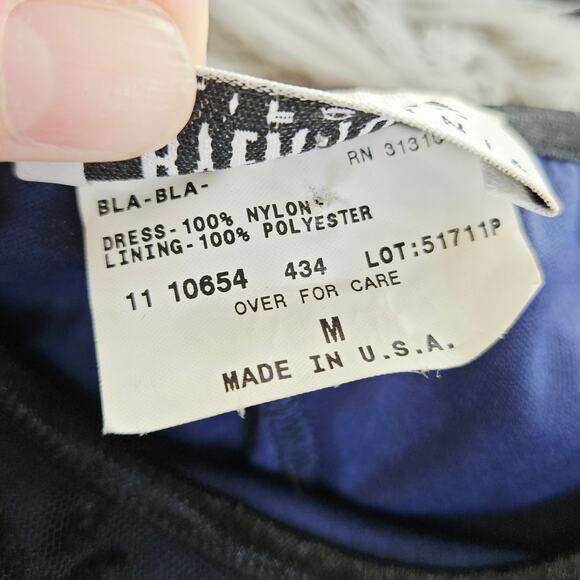 RN 3131
BLA-BLA-
DRESS-100% NYLON
LINING-100% POLYESTER
11 10654 434 LOT:51711P
OVER FOR CARE
M
MADE IN U.S.A.